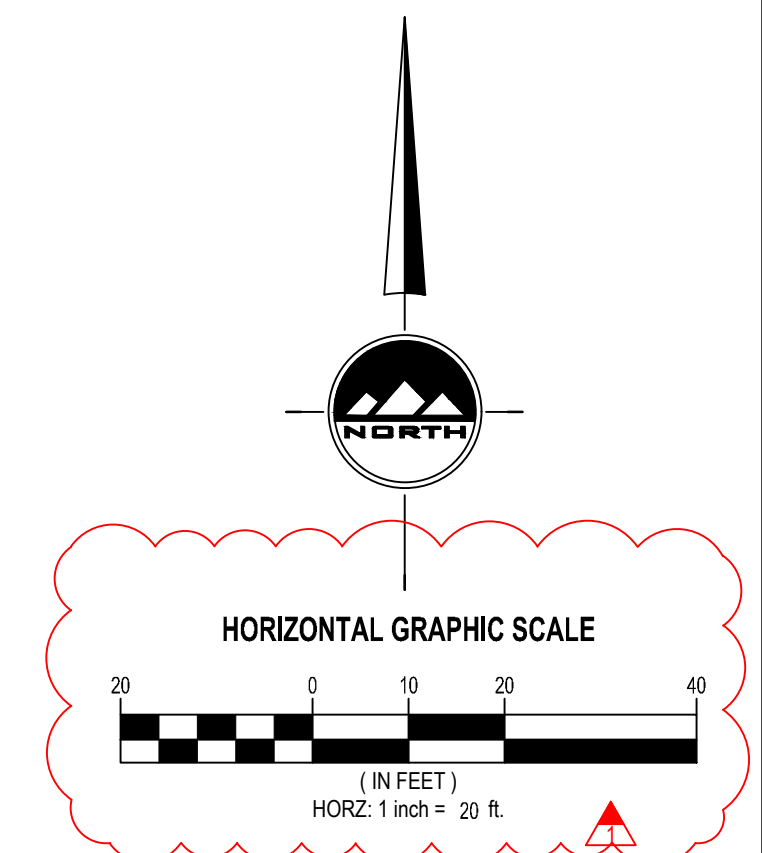 NORTH
HORIZONTAL GRAPHIC SCALE
20 0 10 20 40
( IN FEET )
HORZ: 1 inch = 20 ft.
1